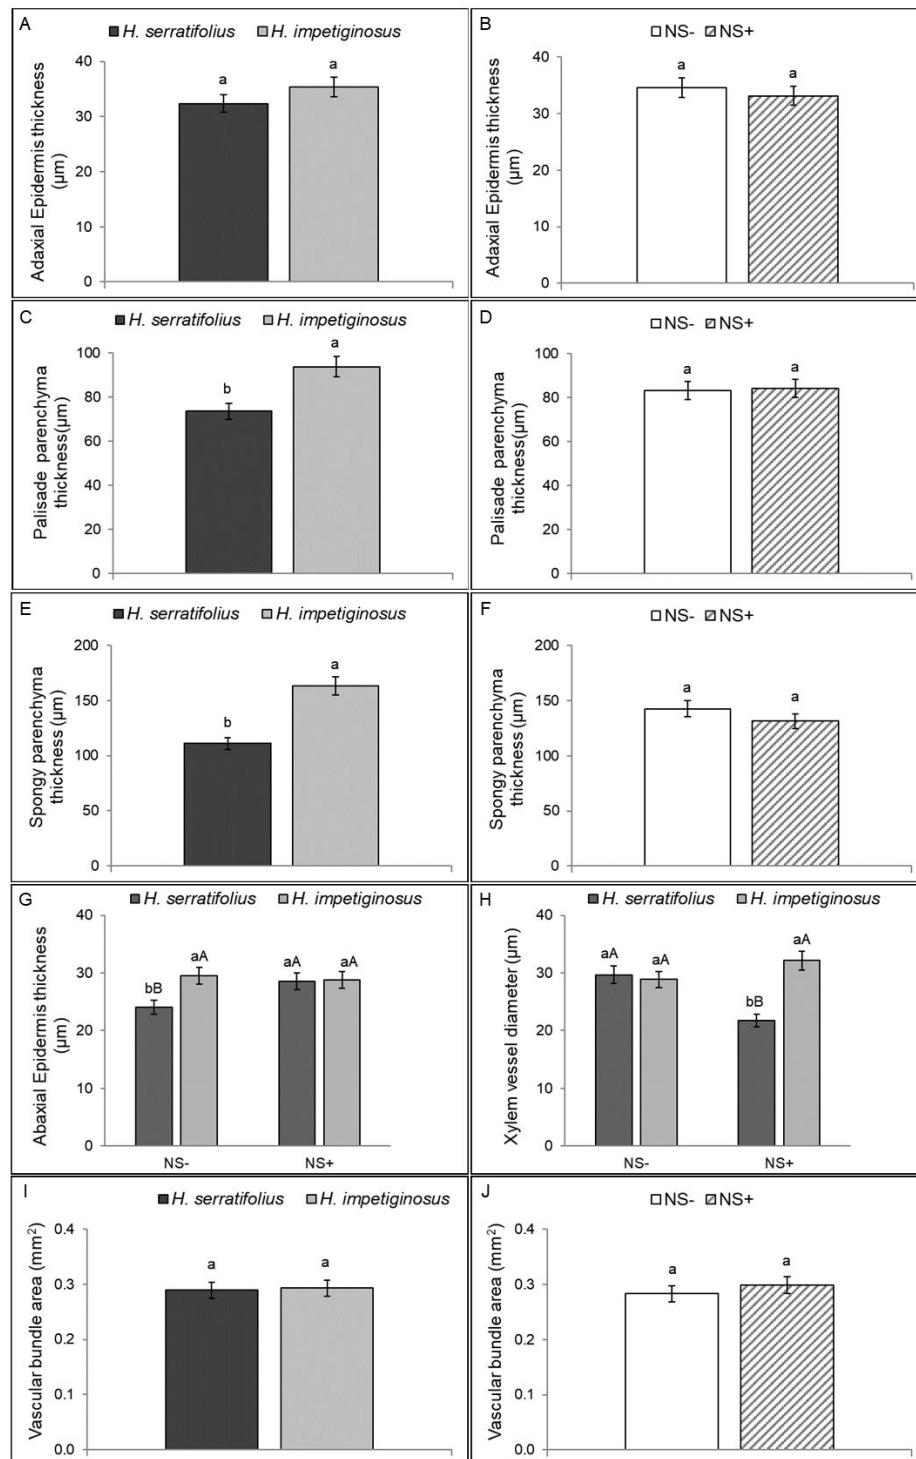 A
H. serratifolius H. impetiginosus
Adaxial Epidermis thickness
(µm)
40
30
20
10
0
a
a
B
NS- NS+
Adaxial Epidermis thickness
(µm)
40
30
20
10
0
a
a
C
H. serratifolius H. impetiginosus
Palisade parenchyma
thickness(µm)
100
80
60
40
20
0
b
a
D
NS- NS+
Palisade parenchyma
thickness(µm)
100
80
60
40
20
0
a
a
E
H. serratifolius H. impetiginosus
Spongy parenchyma
thickness (µm)
200
150
100
50
0
b
a
F
NS- NS+
Spongy parenchyma
thickness (µm)
200
150
100
50
0
a
a
G
H. serratifolius H. impetiginosus
Abaxial Epidermis thickness
(µm)
40
30
20
10
0
bB
aA
aA
aA
NS- NS+
H
H. serratifolius H. impetiginosus
Xylem vessel diameter (µm)
40
30
20
10
0
aA
aA
bB
aA
NS- NS+
I
H. serratifolius H. impetiginosus
Vascular bundle area (mm²)
0.4
0.3
0.2
0.1
0.0
a
a
J
NS- NS+
Vascular bundle area (mm²)
0.4
0.3
0.2
0.1
0.0
a
a